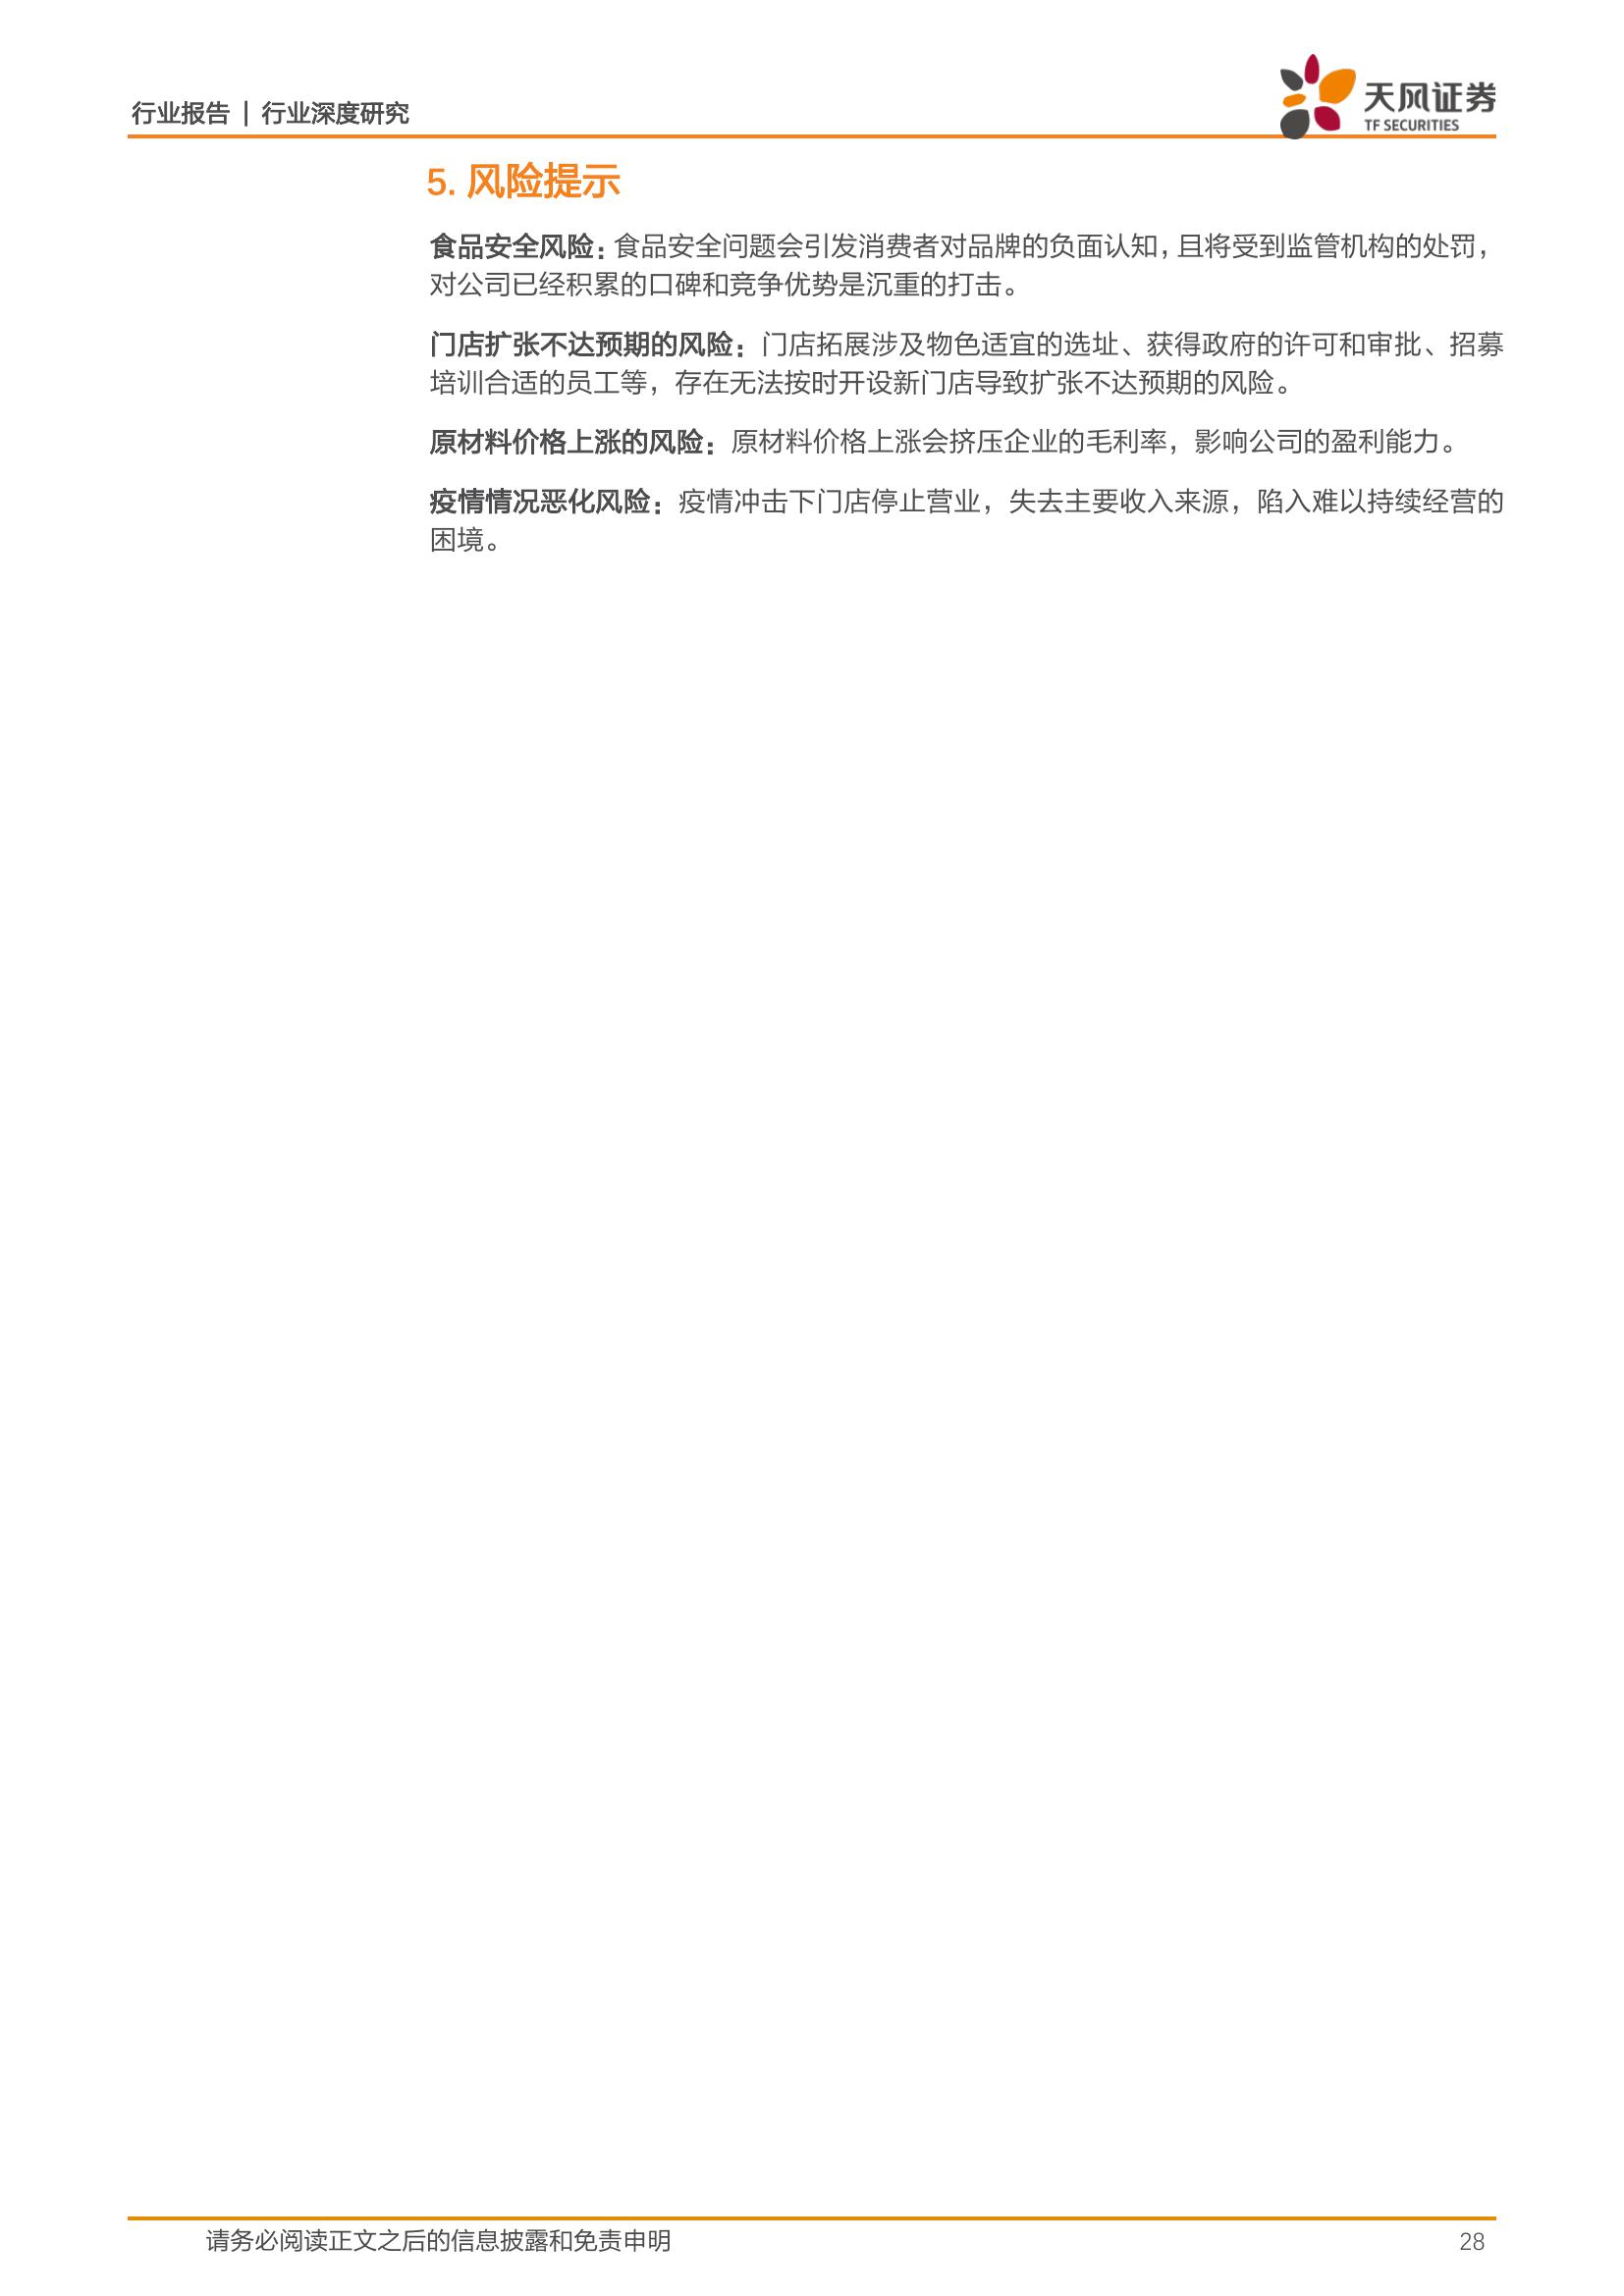 行业报告 | 行业深度研究
天风证券
TF SECURITIES
5. 风险提示
食品安全风险：食品安全问题会引发消费者对品牌的负面认知，且将受到监管机构的处罚，
对公司已经积累的口碑和竞争优势是沉重的打击。
门店扩张不达预期的风险：门店拓展涉及物色适宜的选址、获得政府的许可和审批、招募
培训合适的员工等，存在无法按时开设新门店导致扩张不达预期的风险。
原材料价格上涨的风险：原材料价格上涨会挤压企业的毛利率，影响公司的盈利能力。
疫情情况恶化风险：疫情冲击下门店停止营业，失去主要收入来源，陷入难以持续经营的
困境。
请务必阅读正文之后的信息披露和免责申明
28